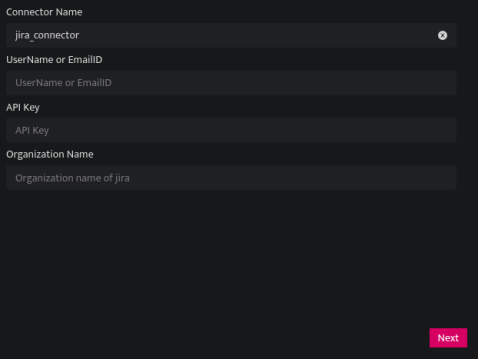 Connector Name
jira_connector
UserName or EmailID
UserName or EmailID
API Key
API Key
Organization Name
Organization name of jira
Next